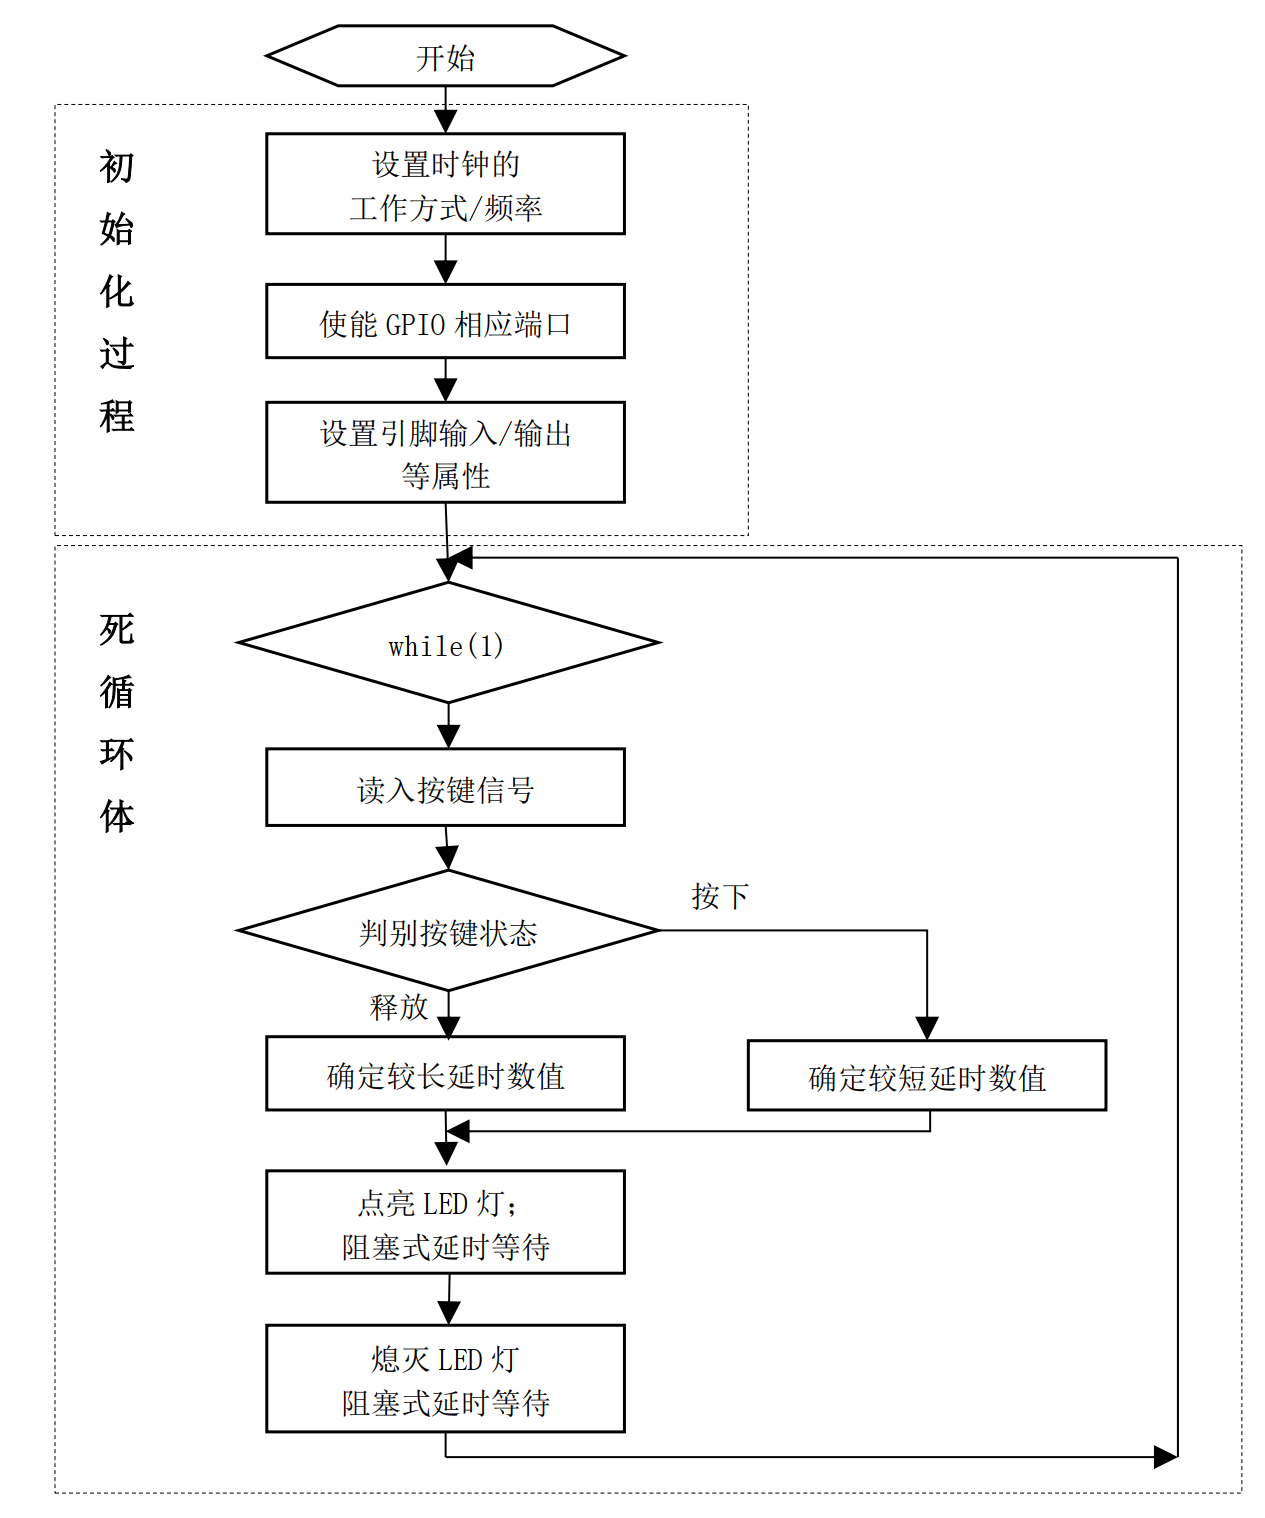 开始
初始化过程
设置时钟的
工作方式/频率
使能 GPIO 相应端口
设置引脚输入/输出
等属性
死循环体
while(1)
读入按键信号
判别按键状态
按下
释放
确定较长延时数值
确定较短延时数值
点亮 LED 灯；
阻塞式延时等待
熄灭 LED 灯
阻塞式延时等待